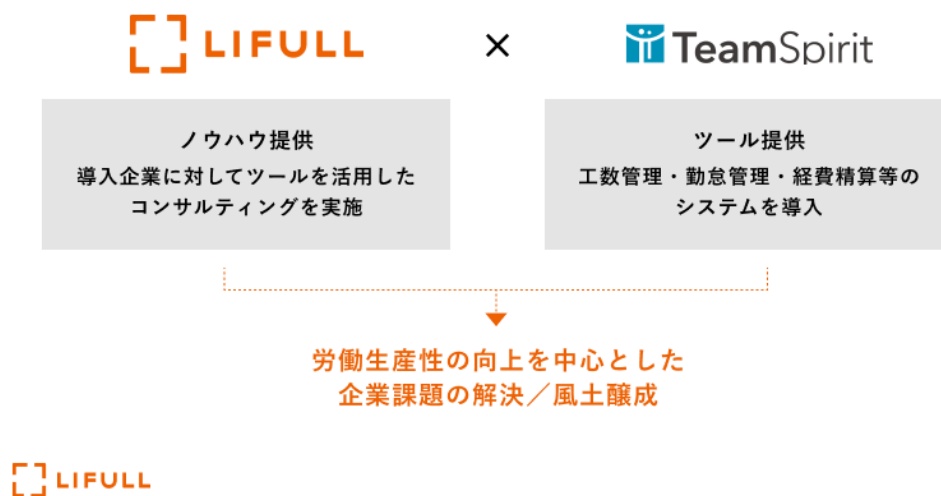 LIFULL × TeamSpirit
ノウハウ提供
導入企業に対してツールを活用した
コンサルティングを実施
ツール提供
工数管理・勤怠管理・経費精算等の
システムを導入
労働生産性の向上を中心とした
企業課題の解決／風土醸成
LIFULL